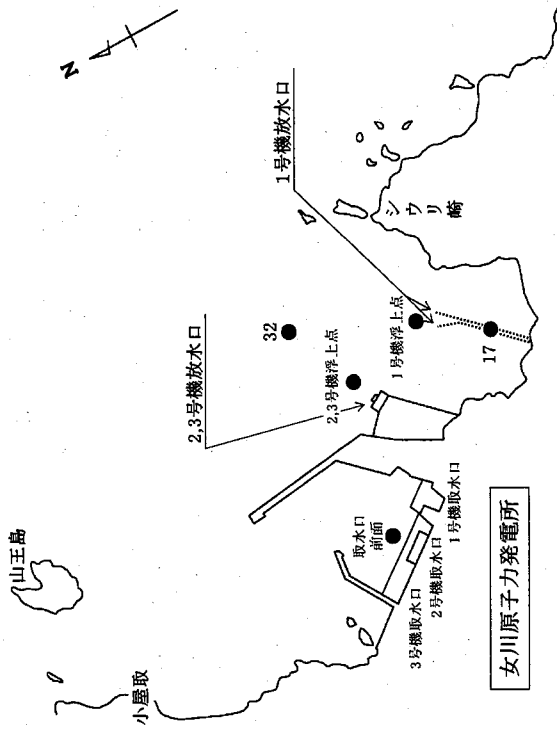 山王島
小屋取
N
2,3号機放水口
1号機放水口
32
2,3号機浮上点
1号機浮上点
17
シウリ崎
取水口
前面
3号機取水口
2号機取水口
1号機取水口
女川原子力発電所